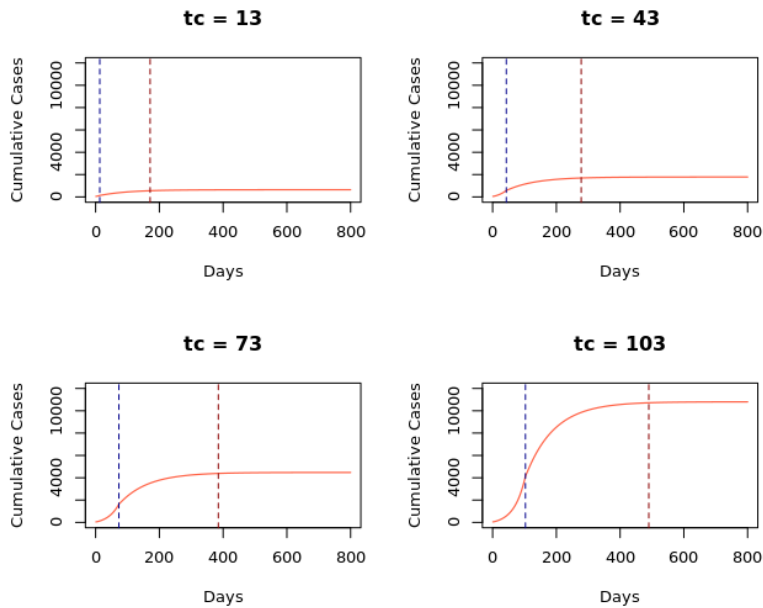 tc = 13
Cumulative Cases
0 4000 10000
0 200 400 600 800
Days
tc = 43
Cumulative Cases
0 4000 10000
0 200 400 600 800
Days
tc = 73
Cumulative Cases
0 4000 10000
0 200 400 600 800
Days
tc = 103
Cumulative Cases
0 4000 10000
0 200 400 600 800
Days